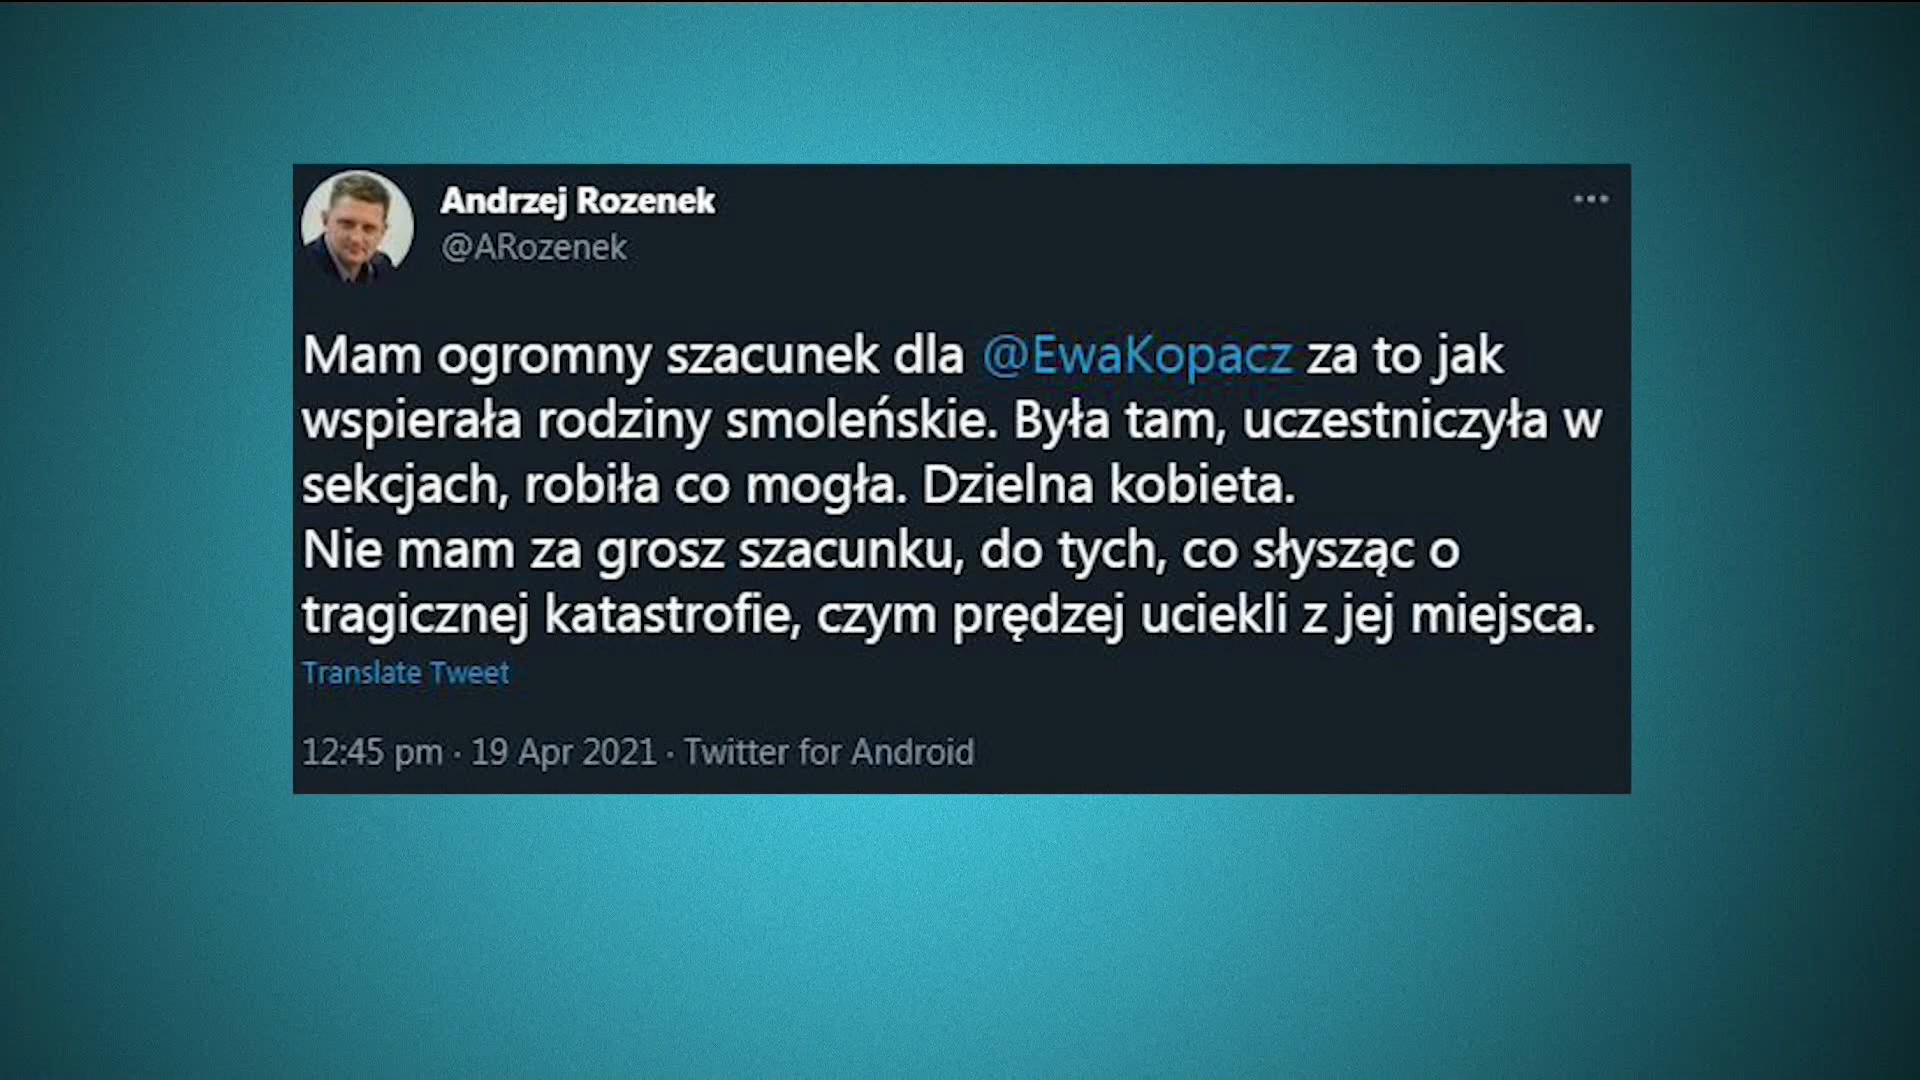 Andrzej Rozenek
@ARozenek
Mam ogromny szacunek dla @EwaKopacz za to jak
wspierała rodziny smoleńskie. Była tam, uczestniczyła w
sekcjach, robiła co mogła. Dzielna kobieta.
Nie mam za grosz szacunku, do tych, co słysząc o
tragicznej katastrofie, czym prędzej uciekli z jej miejsca.
Translate Tweet
12:45 pm · 19 Apr 2021 · Twitter for Android